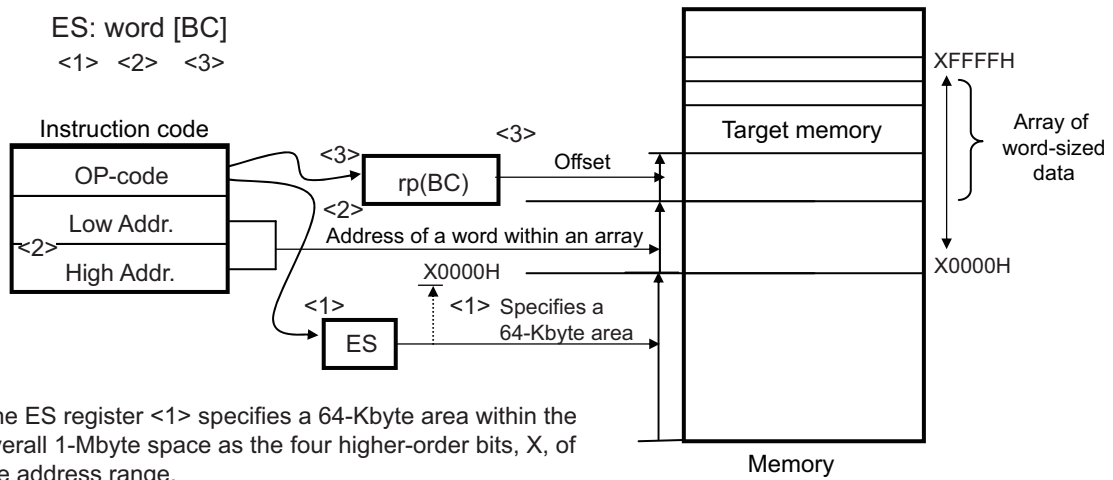 ES: word [BC]
<1> <2> <3>
Instruction code
OP-code
Low Addr.
<2>
High Addr.
<3>
rp(BC)
<3>
Offset
<2>
Address of a word within an array
X0000H
<1>
ES
<1> Specifies a
64-Kbyte area
Target memory
XFFFFH
Array of
word-sized
data
X0000H
Memory
ES register <1> specifies a 64-Kbyte area within the
1-Mbyte space as the four higher-order bits, X, of
address range.